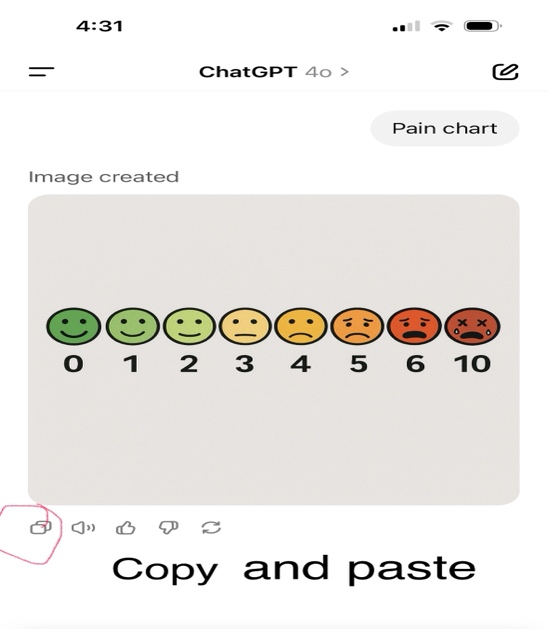 4:31
ChatGPT 4o >
Pain chart
Image created
0 1 2 3 4 5 6 10
Copy and paste